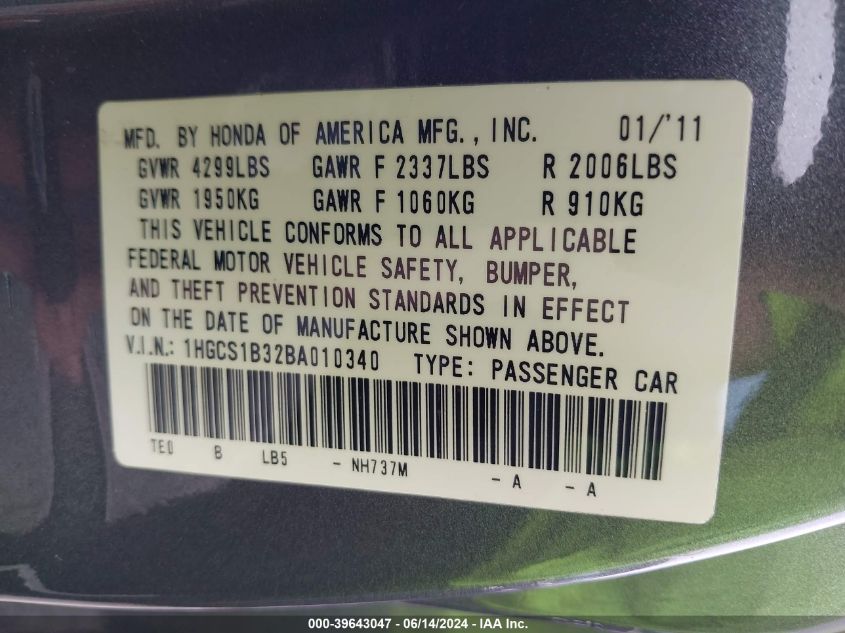 MFD. BY HONDA OF AMERICA MFG., INC. 01/'11
GVWR 4299LBS GAWR F 2337LBS R 2006LBS
GVWR 1950KG GAWR F 1060KG R 910KG
THIS VEHICLE CONFORMS TO ALL APPLICABLE
FEDERAL MOTOR VEHICLE SAFETY, BUMPER,
AND THEFT PREVENTION STANDARDS IN EFFECT
ON THE DATE OF MANUFACTURE SHOWN ABOVE.
V.I.N.: 1HGCS1B32BA010340 TYPE: PASSENGER CAR
TE0 B LB5 - NH737M - A - A
000-39643047 - 06/14/2024 - IAA Inc.